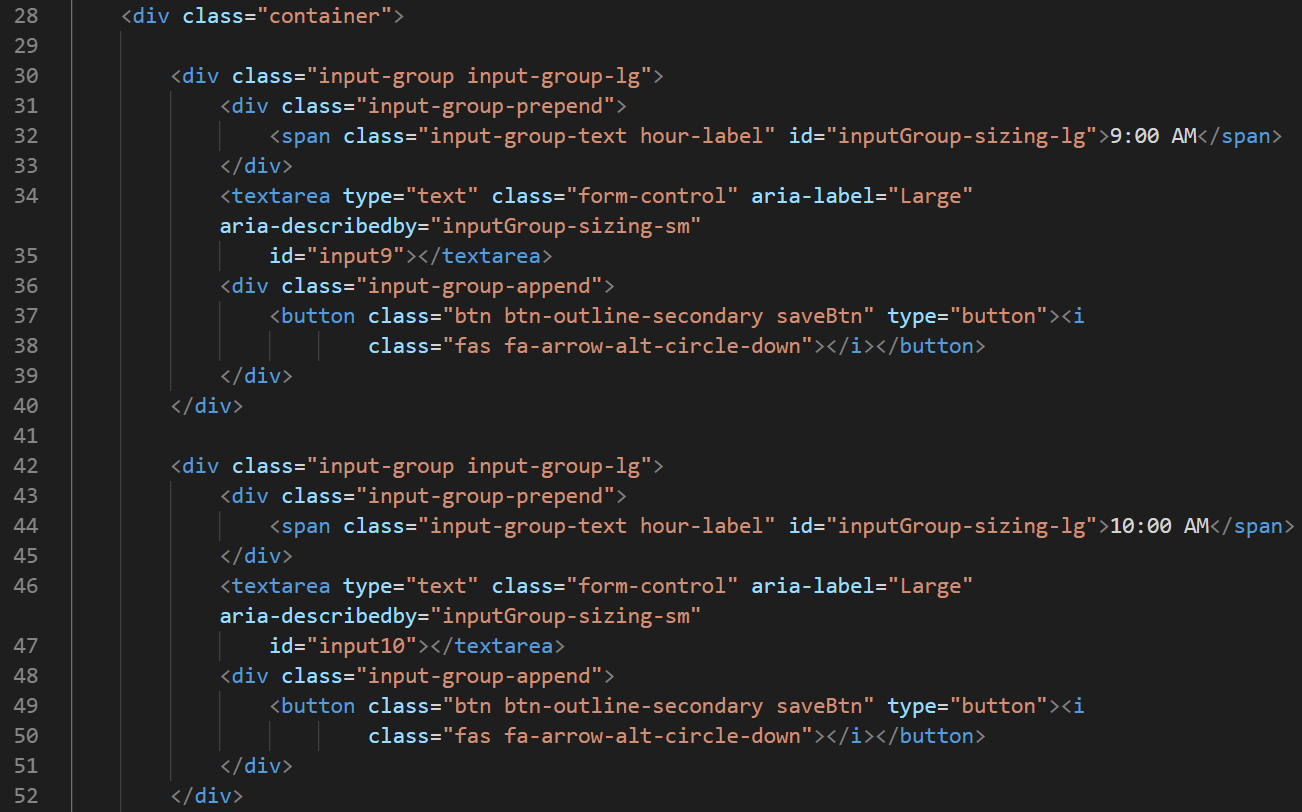 28 <div class="container">
29
30 <div class="input-group input-group-lg">
31 <div class="input-group-prepend">
32 <span class="input-group-text hour-label" id="inputGroup-sizing-lg">9:00 AM</span>
33 </div>
34 <textarea type="text" class="form-control" aria-label="Large"
aria-describedby="inputGroup-sizing-sm"
35 id="input9"></textarea>
36 <div class="input-group-append">
37 <button class="btn btn-outline-secondary saveBtn" type="button"><i
38 class="fas fa-arrow-alt-circle-down"></i></button>
39 </div>
40 </div>
41
42 <div class="input-group input-group-lg">
43 <div class="input-group-prepend">
44 <span class="input-group-text hour-label" id="inputGroup-sizing-lg">10:00 AM</span>
45 </div>
46 <textarea type="text" class="form-control" aria-label="Large"
aria-describedby="inputGroup-sizing-sm"
47 id="input10"></textarea>
48 <div class="input-group-append">
49 <button class="btn btn-outline-secondary saveBtn" type="button"><i
50 class="fas fa-arrow-alt-circle-down"></i></button>
51 </div>
52 </div>